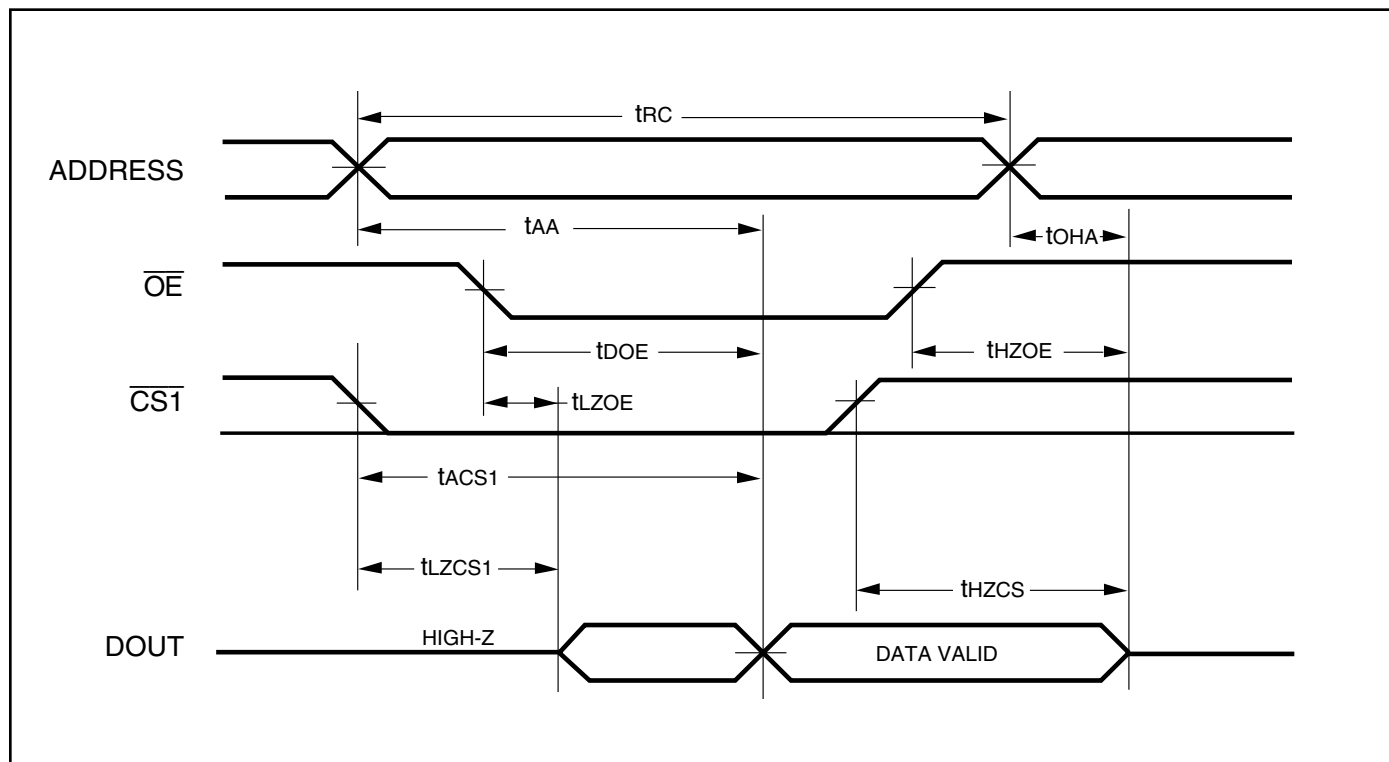 tRC
ADDRESS
tAA
tOHA
OE
tDOE
tHZOE
CS1
tLZOE
tACS1
tLZCS1
tHZCS
DOUT
HIGH-Z
DATA VALID